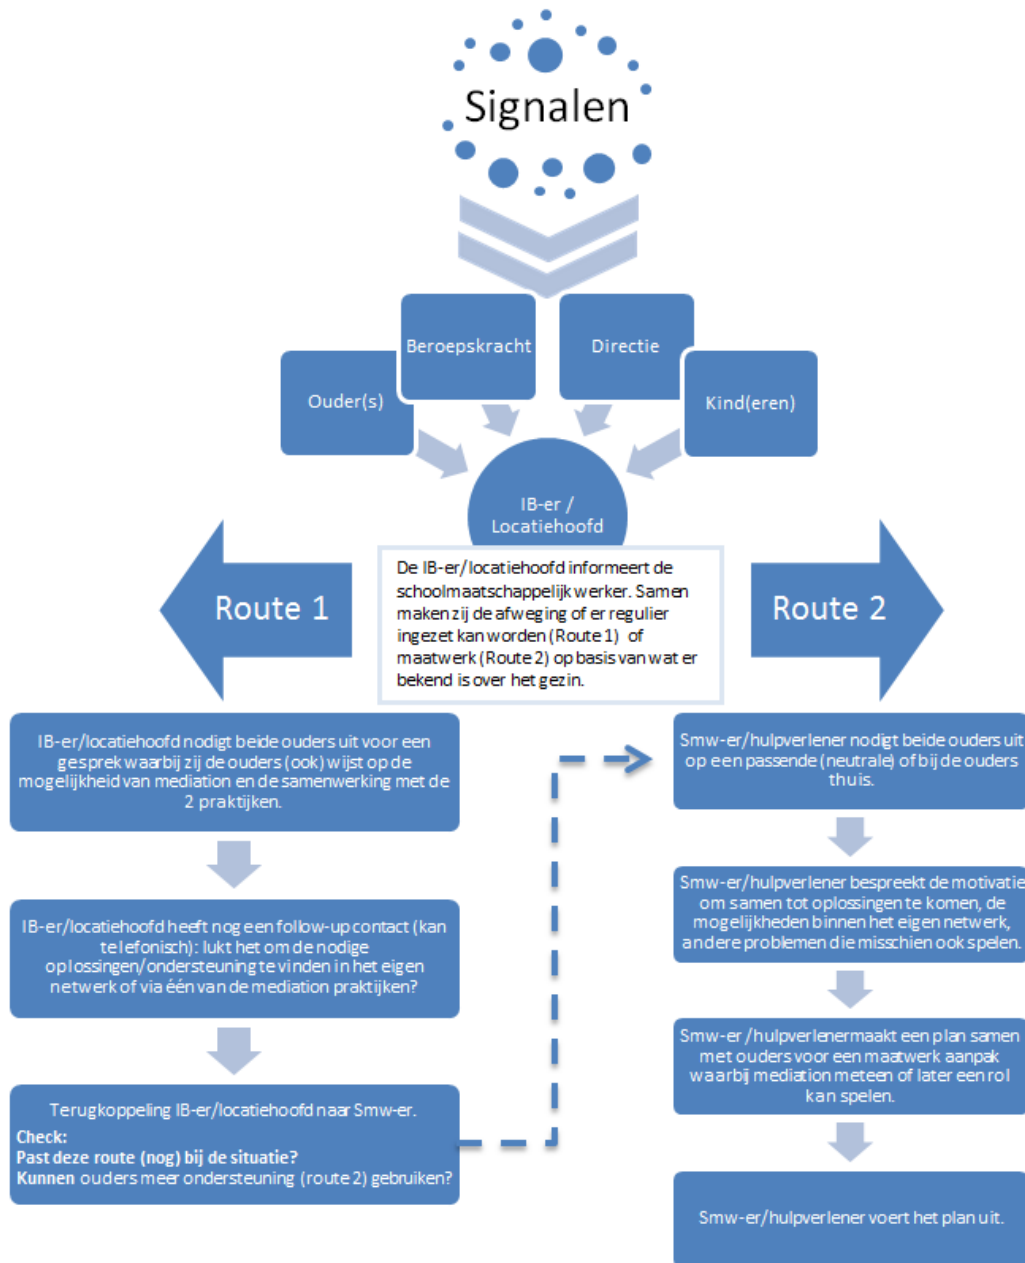 Signalen
Beroepskracht
Directie
Ouder(s)
Kind(eren)
IB-er /
Locatiehoofd
Route 1
De IB-er/locatiehoofd informeert de
schoolmaatschappelijk werker. Samen
maken zij de afweging of er regulier
ingezet kan worden (Route 1) of
maatwerk (Route 2) op basis van wat er
bekend is over het gezin.
Route 2
IB-er/locatiehoofd nodigt beide ouders uit voor een
gesprek waarbij zij de ouders (ook) wijst op de
mogelijkheid van mediation en de samenwerking met de
2 praktijken.
IB-er/locatiehoofd heeft nog een follow-up contact (kan
telefonisch): lukt het om de nodige
oplossingen/ondersteuning te vinden in het eigen
netwerk of via één van de mediation praktijken?
Terugkoppeling IB-er/locatiehoofd naar Smw-er.
Check:
Past deze route (nog) bij de situatie?
Kunnen ouders meer ondersteuning (route 2) gebruiken?
Smw-er/hulpverlener nodigt beide ouders uit
op een passende (neutrale) of bij de ouders
thuis.
Smw-er/hulpverlener bespreekt de motivatie
om samen tot oplossingen te komen, de
mogelijkheden binnen het eigen netwerk,
andere problemen die misschien ook spelen.
Smw-er /hulpverlenermaakt een plan samen
met ouders voor een maatwerk aanpak
waarbij mediation meteen of later een rol
kan spelen.
Smw-er/hulpverlener voert het plan uit.